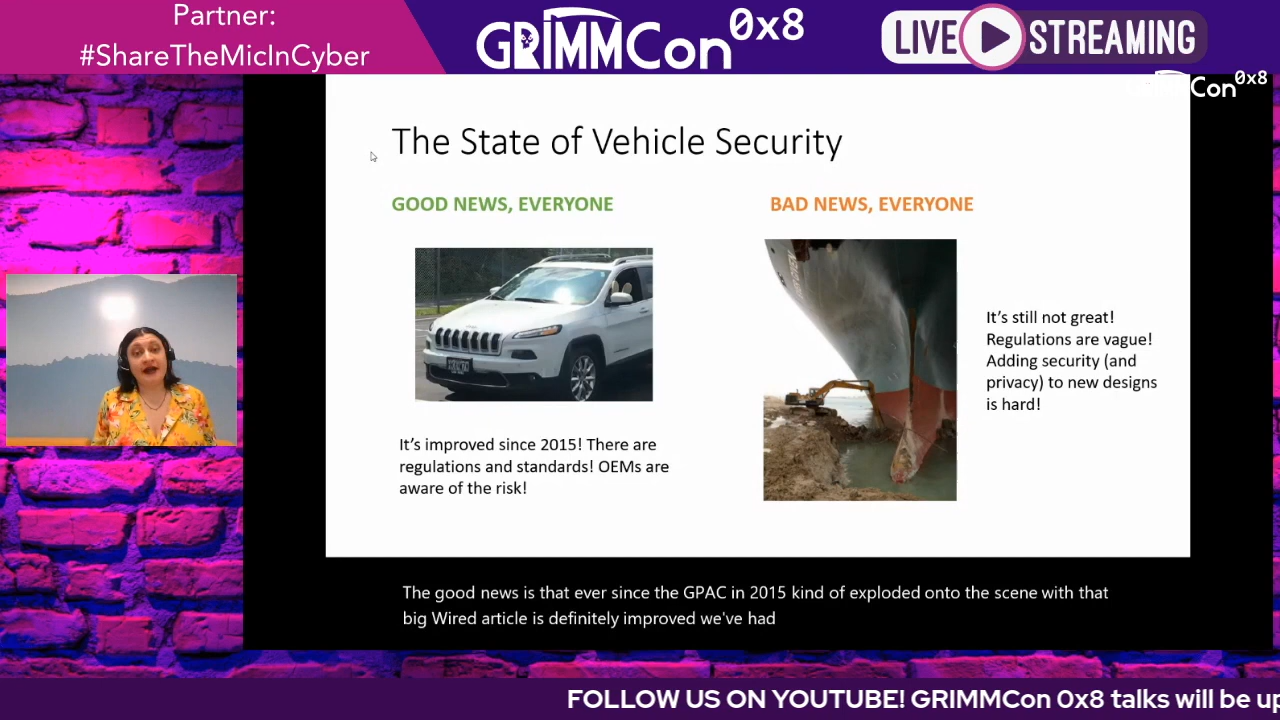 Partner:
#ShareTheMicInCyber
GRIMMCon 0x8
LIVE STREAMING
Con 0x8
The State of Vehicle Security
GOOD NEWS, EVERYONE
BAD NEWS, EVERYONE
It's still not great!
Regulations are vague!
Adding security (and
privacy) to new designs
is hard!
It's improved since 2015! There are
regulations and standards! OEMs are
aware of the risk!
The good news is that ever since the GPAC in 2015 kind of exploded onto the scene with that
big Wired article is definitely improved we've had
FOLLOW US ON YOUTUBE! GRIMMCon 0x8 talks will be up